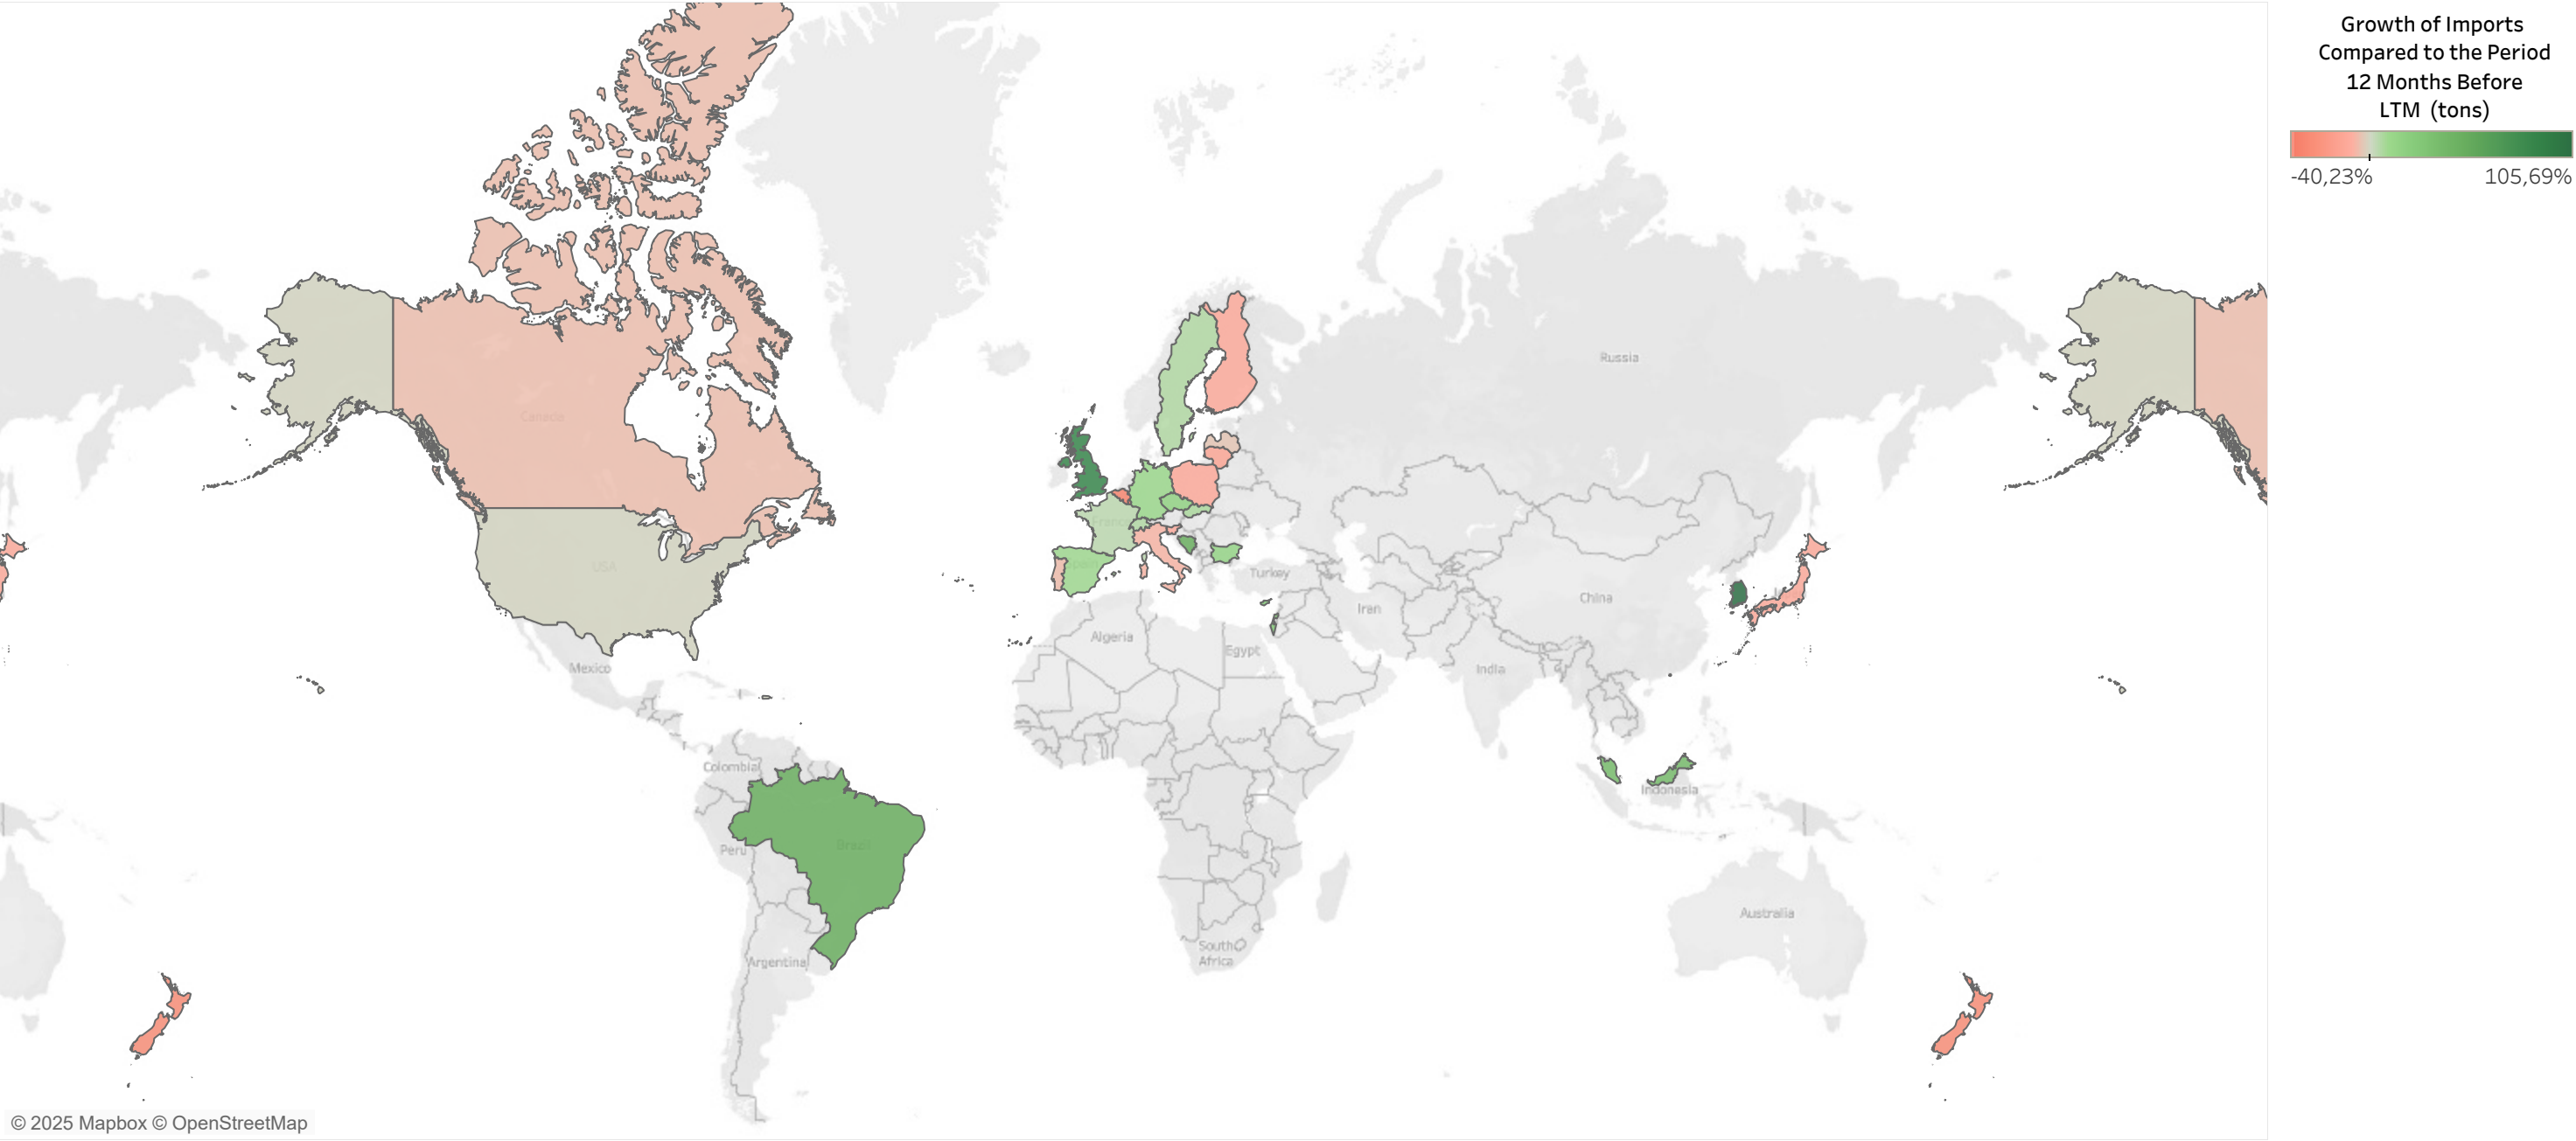 Growth of Imports
Compared to the Period
12 Months Before
LTM (tons)
-40,23% 105,69%
Russia
Canada
France
USA
Turkey
China
Iran
Algeria
Egypt
India
Mexico
Colombia
Indonesia
Brazil
Peru
Australia
South
Africa
Argentina
© 2025 Mapbox © OpenStreetMap